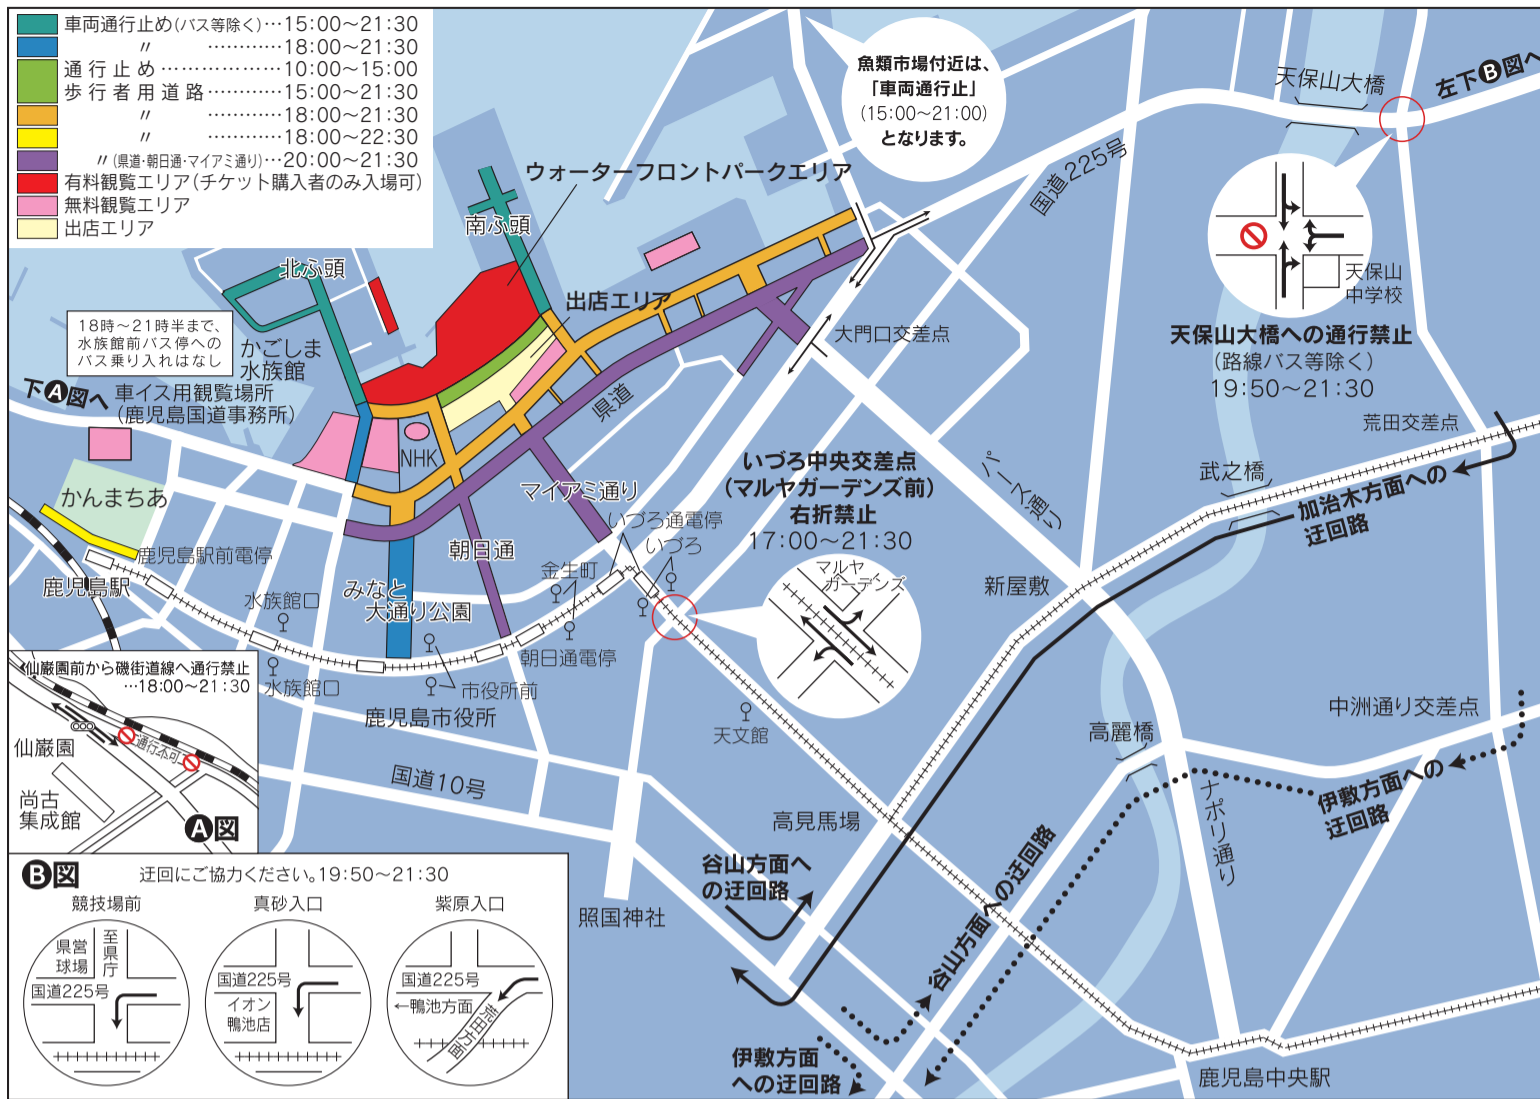 車両通行止め(バス等除く)…15:00～21:30
〃 …………18:00～21:30
通行止め……………10:00～15:00
歩行者用道路…………15:00～21:30
〃 …………18:00～21:30
〃 …………18:00～22:30
〃(県道・朝日通・マイアミ通り)…20:00～21:30
有料観覧エリア(チケット購入者のみ入場可)
無料観覧エリア
出店エリア
魚類市場付近は、
「車両通行止」
(15:00～21:00)
となります。
天保山大橋
左下B図へ
国道225号
ウォーターフロントパークエリア
南ふ頭
北ふ頭
出店エリア
18時～21時半まで、
水族館前バス停への
バス乗り入れはなし
かごしま
水族館
下A図へ
車イス用観覧場所
(鹿児島国道事務所)
大門口交差点
天保山
中学校
天保山大橋への通行禁止
(路線バス等除く)
19:50～21:30
荒田交差点
県道
NHK
マイアミ通り
いづろ中央交差点
(マルヤガーデンズ前)
右折禁止
17:00～21:30
パース通り
武之橋
加治木方面への
迂回路
かんまちあ
鹿児島駅前電停
鹿児島駅
朝日通
いづろ通電停
いづろ
金生町
マルヤ
ガーデンズ
新屋敷
みなと
大通り公園
水族館口
水族館口
朝日通電停
市役所前
鹿児島市役所
天文館
仙巌園前から磯街道線へ通行禁止
…18:00～21:30
通行不可
仙巌園
尚古
集成館
A図
国道10号
高麗橋
中洲通り交差点
伊敷方面への
迂回路
ナポリ通り
高見馬場
谷山方面へ
の迂回路
谷山方面への迂回路
照国神社
伊敷方面
への迂回路
鹿児島中央駅
B図
迂回にご協力ください。19:50～21:30
競技場前
県営
球場
至県庁
国道225号
真砂入口
国道225号
イオン
鴨池店
紫原入口
国道225号
←鴨池方面
荒田方面